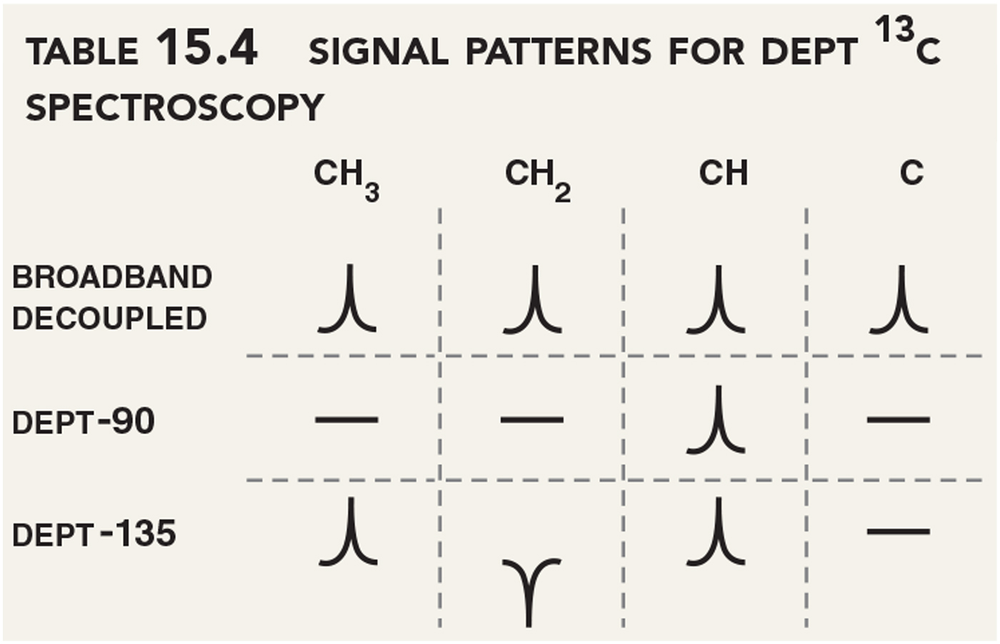 TABLE 15.4 SIGNAL PATTERNS FOR DEPT ¹³C
SPECTROSCOPY
CH₃ CH₂ CH C
BROADBAND
DECOUPLED
DEPT-90
DEPT-135